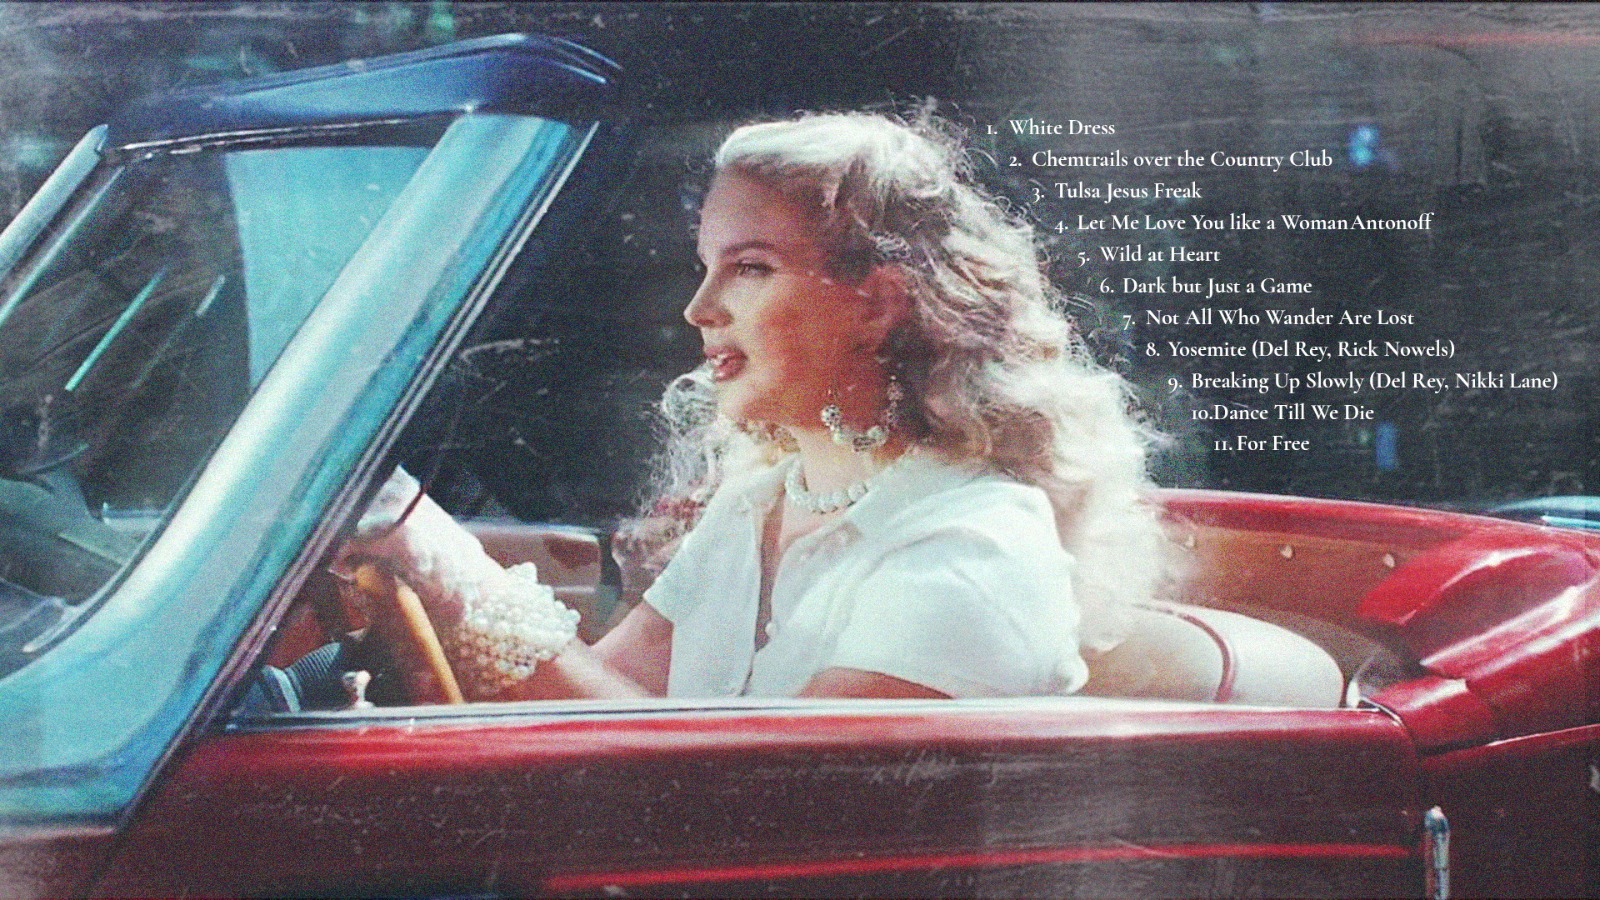 1. White Dress
2. Chemtrails over the Country Club
3. Tulsa Jesus Freak
4. Let Me Love You like a Woman Antonoff
5. Wild at Heart
6. Dark but Just a Game
7. Not All Who Wander Are Lost
8. Yosemite (Del Rey, Rick Nowels)
9. Breaking Up Slowly (Del Rey, Nikki Lane)
10.Dance Till We Die
11. For Free